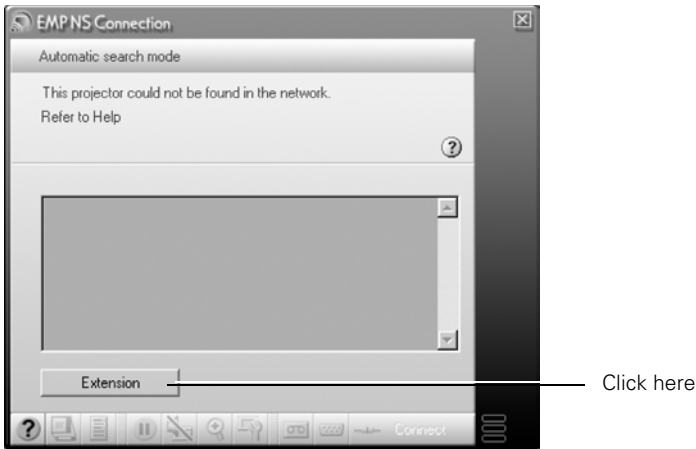 EMP NS Connection
Automatic search mode
This projector could not be found in the network.
Refer to Help
Extension
Click here
Connect